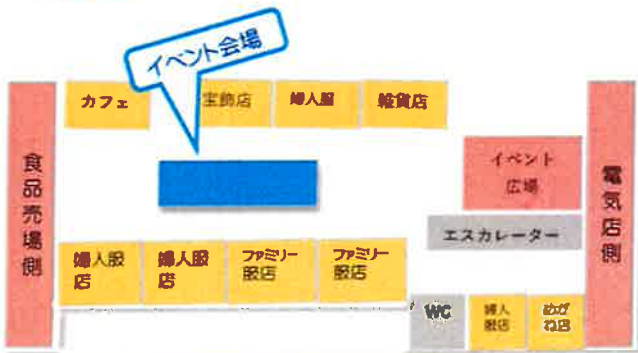 イベント会場
カフェ
宝飾店
婦人服
雑貨店
食品売場側
イベント
広場
電気店側
エスカレーター
婦人服
店
婦人服
店
ファミリー
服店
ファミリー
服店
WC
婦人
服店
めが
ね店